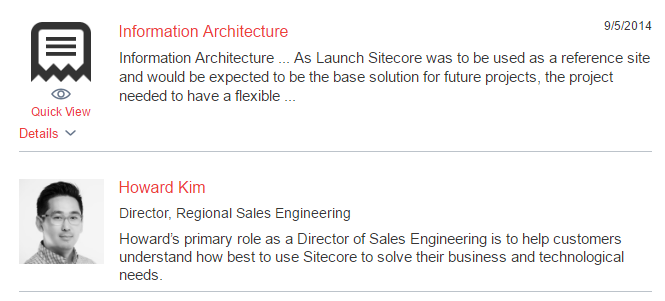 Information Architecture
9/5/2014
Information Architecture ... As Launch Sitecore was to be used as a reference site
and would be expected to be the base solution for future projects, the project
needed to have a flexible ...
Quick View
Details
Howard Kim
Director, Regional Sales Engineering
Howard's primary role as a Director of Sales Engineering is to help customers
understand how best to use Sitecore to solve their business and technological
needs.